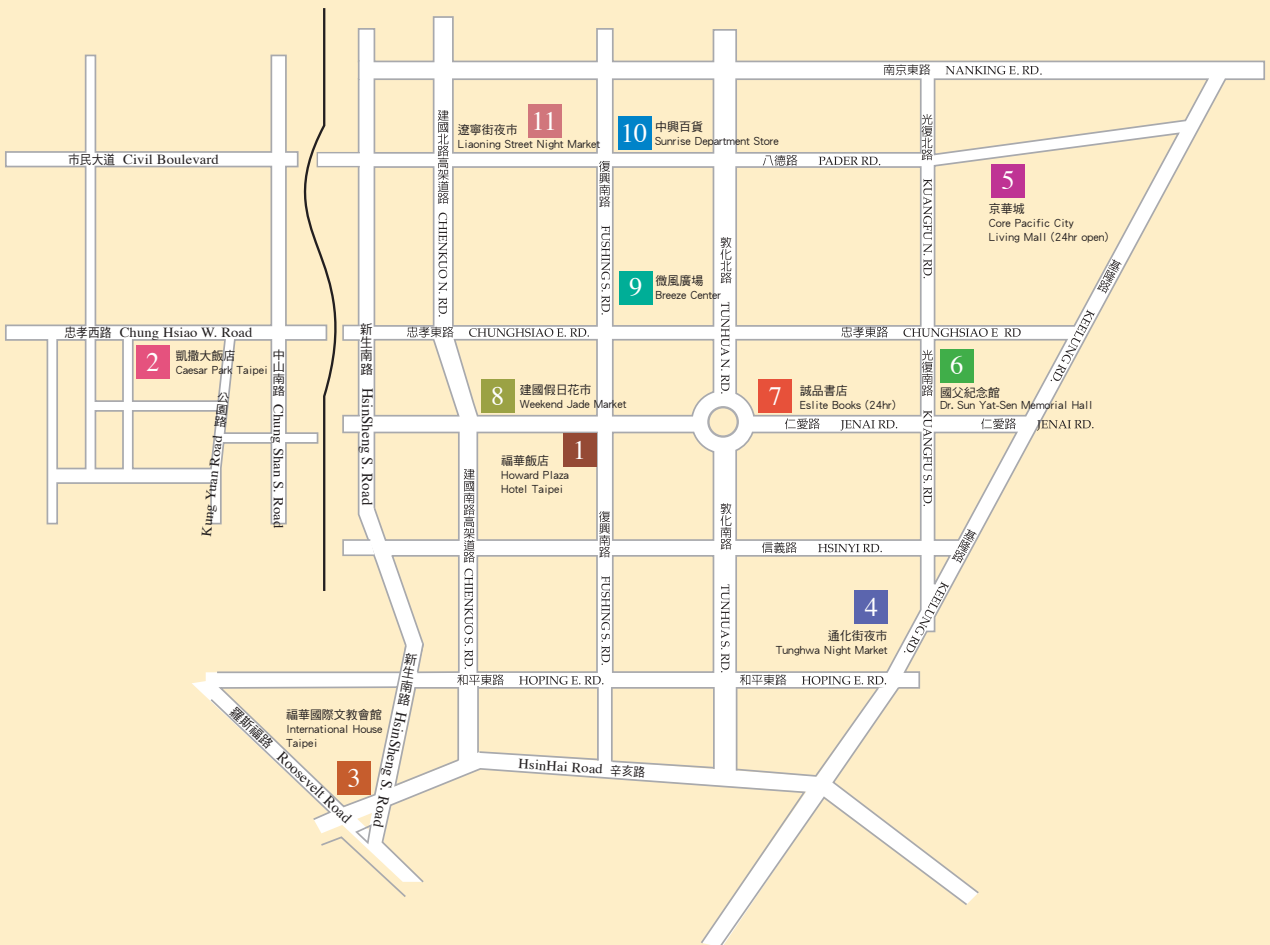 南京東路 NANKING E. RD.
建國北路高架道路 CHIENKUO N. RD.
遼寧街夜市
Liaoning Street Night Market
11
10
中興百貨
Sunrise Department Store
光復北路 KUANGFU N. RD.
市民大道 Civil Boulevard
八德路 PADER RD.
復興南路 FUSHING S. RD.
5
京華城
Core Pacific City
Living Mall (24hr open)
敦化北路 TUNHUA N. RD.
基隆路 KEELUNG RD.
9
微風廣場
Breeze Center
忠孝西路 Chung Hsiao W. Road
忠孝東路 CHUNGHSIAO E. RD.
忠孝東路 CHUNGHSIAO E RD
新生南路 HsinSheng S. Road
2
凱撒大飯店
Caesar Park Taipei
中山南路 Chung Shan S. Road
公園路 Kung Yuan Road
光復南路 KUANGFU S. RD.
6
國父紀念館
Dr. Sun Yat-Sen Memorial Hall
8
建國假日花市
Weekend Jade Market
7
誠品書店
Eslite Books (24hr)
仁愛路 JENAI RD.
仁愛路 JENAI RD.
1
福華飯店
Howard Plaza
Hotel Taipei
建國南路高架道路 CHIENKUO S. RD.
復興南路 FUSHING S. RD.
敦化南路 TUNHUA S. RD.
信義路 HSINYI RD.
基隆路 KEELUNG RD.
4
通化街夜市
Tunghwa Night Market
新生南路 HsinSheng S. Road
和平東路 HOPING E. RD.
和平東路 HOPING E. RD.
羅斯福路 Roosevelt Road
福華國際文教會館
International House
Taipei
3
HsinHai Road 辛亥路